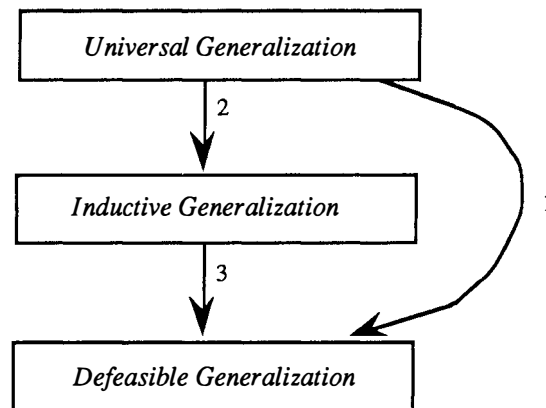 Universal Generalization
2
Inductive Generalization
3
Defeasible Generalization